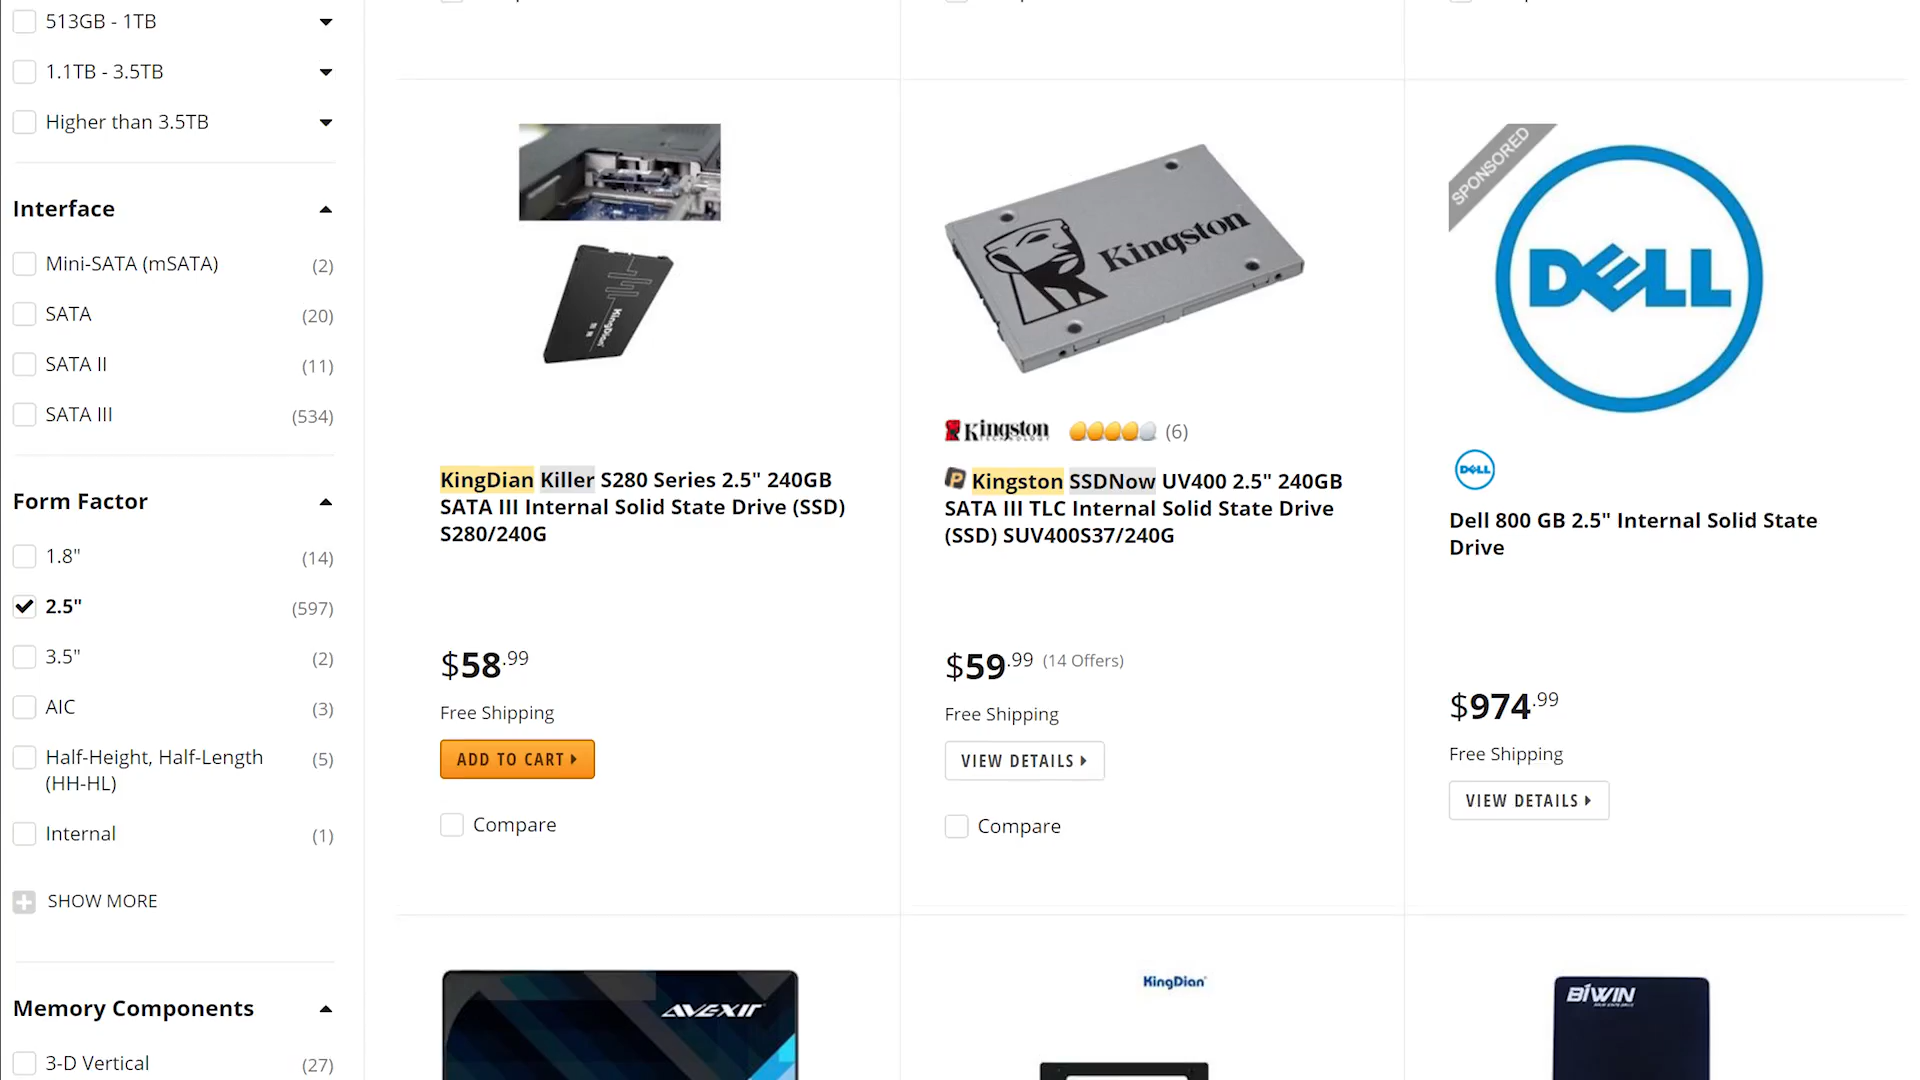 513GB - 1TB
1.1TB - 3.5TB
Higher than 3.5TB
Interface
Mini-SATA (mSATA) (2)
SATA (20)
SATA II (11)
SATA III (534)
Form Factor
1.8" (14)
2.5" (597)
3.5" (2)
AIC (3)
Half-Height, Half-Length
(HH-HL) (5)
Internal (1)
SHOW MORE
Memory Components
3-D Vertical (27)
KingDian
KingDian Killer S280 Series 2.5" 240GB
SATA III Internal Solid State Drive (SSD)
S280/240G
$58.99
Free Shipping
ADD TO CART
Compare
Kingston
Kingston
TECHNOLOGY
(6)
Kingston SSDNow UV400 2.5" 240GB
SATA III TLC Internal Solid State Drive
(SSD) SUV400S37/240G
$59.99 (14 Offers)
Free Shipping
VIEW DETAILS
Compare
SPONSORED
DELL
DELL
Dell 800 GB 2.5" Internal Solid State
Drive
$974.99
Free Shipping
VIEW DETAILS
AVEXIR
KingDian
BIWIN